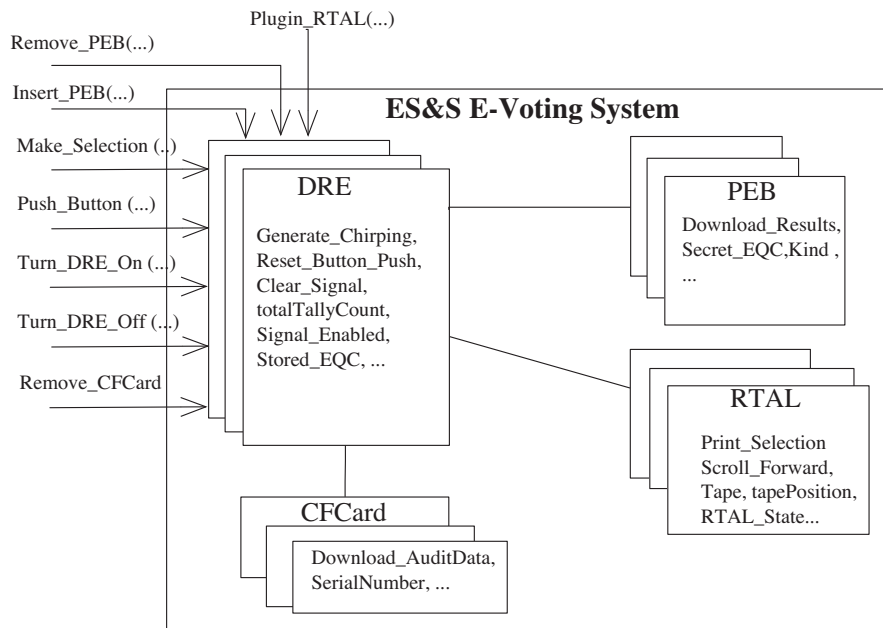 Plugin_RTAL(...)
Remove_PEB(...)
Insert_PEB(...)
ES&S E-Voting System
Make_Selection (..)
Push_Button (...)
Turn_DRE_On (...)
Turn_DRE_Off (...)
Remove_CFCard
DRE
Generate_Chirping,
Reset_Button_Push,
Clear_Signal,
totalTallyCount,
Signal_Enabled,
Stored_EQC, ...
PEB
Download_Results,
Secret_EQC,Kind ,
...
RTAL
Print_Selection
Scroll_Forward,
Tape, tapePosition,
RTAL_State...
CFCard
Download_AuditData,
SerialNumber, ...